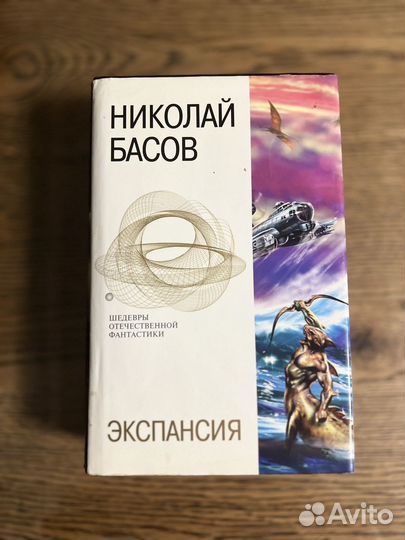 НИКОЛАЙ
БАСОВ
ШЕДЕВРЫ
ОТЕЧЕСТВЕННОЙ
ФАНТАСТИКИ
ЭКСПАНСИЯ
Avito